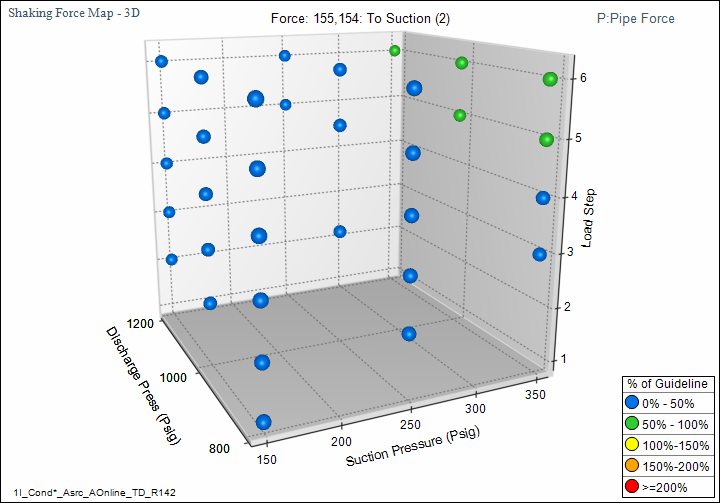 Shaking Force Map - 3D
Force: 155,154: To Suction (2)
P:Pipe Force
6
5
4
3
2
1
Load Step
1200
1000
800
Discharge Press (Psig)
150
200
250
300
350
Suction Pressure (Psig)
% of Guideline
0% - 50%
50% - 100%
100%-150%
150%-200%
>=200%
1I_Cond*_Asrc_AOnline_TD_R142